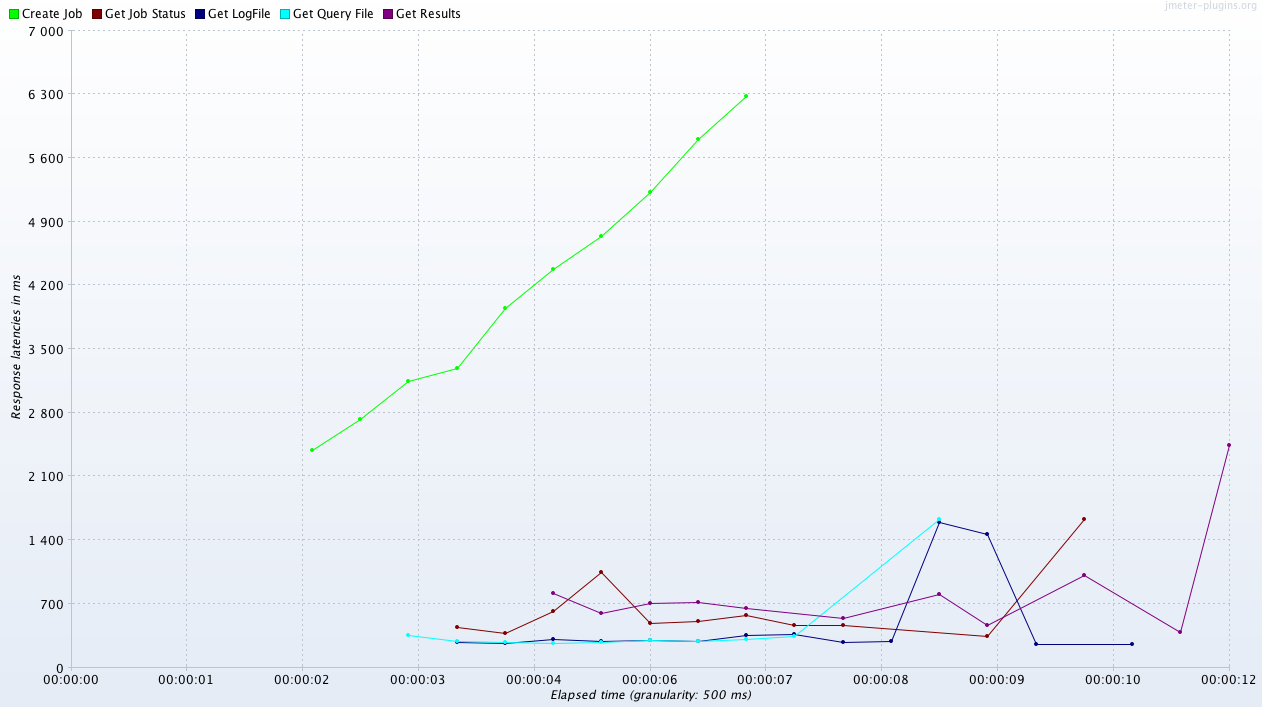 Create Job Get Job Status Get LogFile Get Query File Get Results
jmeter-plugins.org
7 000
6 300
5 600
4 900
4 200
3 500
2 800
2 100
1 400
700
0
Response latencies in ms
00:00:00 00:00:01 00:00:02 00:00:03 00:00:04 00:00:06 00:00:07 00:00:08 00:00:09 00:00:10 00:00:12
Elapsed time (granularity: 500 ms)